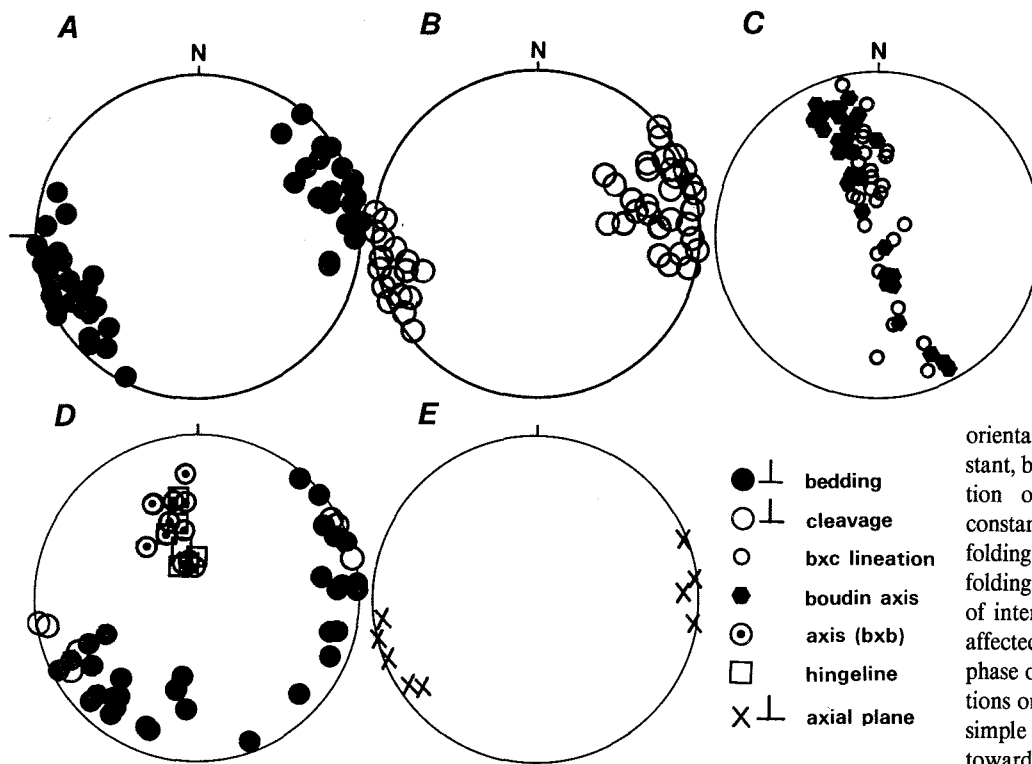 A
B
C
N
N
N
D
E
bedding
cleavage
bxc lineation
boudin axis
axis (bxb)
hingeline
axial plane
orienta
stant, b
tion o
constan
folding
folding
of inter
affected
phase o
tions or
simple
toward